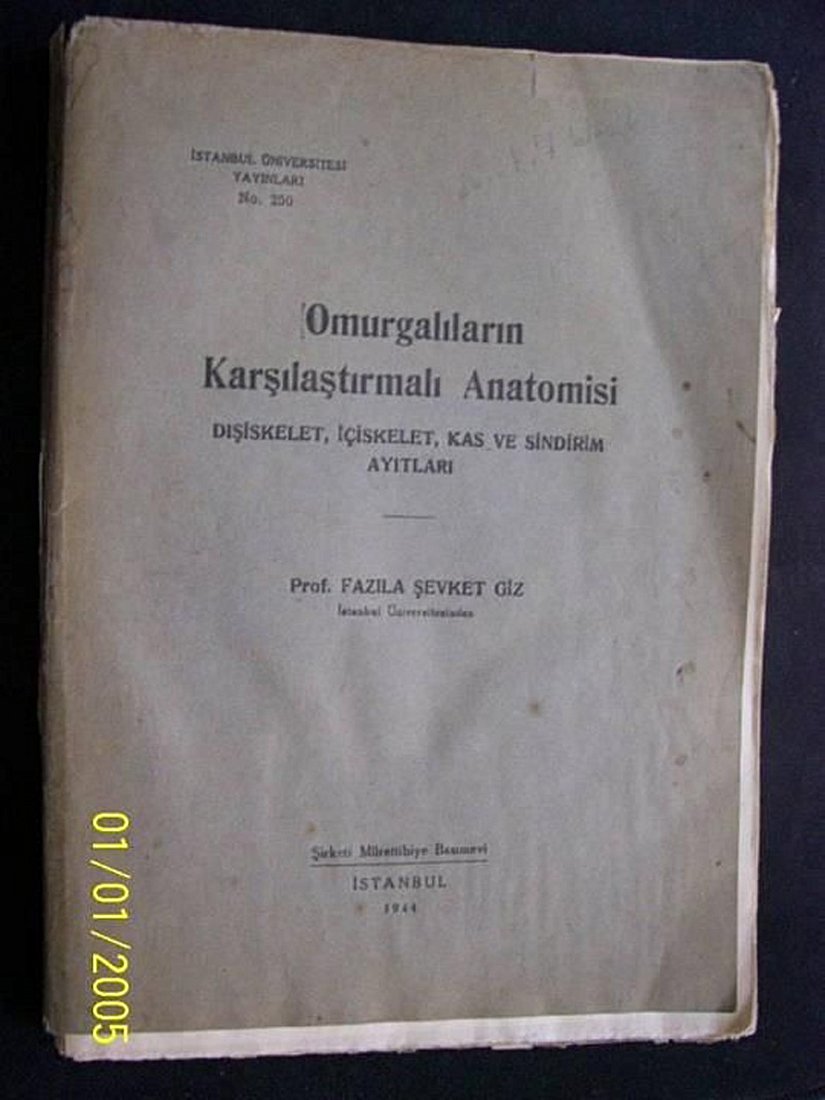 İSTANBUL ÜNİVERSİTESİ
YAYINLARI
No. 250
Omurgalıların
Karşılaştırmalı Anatomisi
DIŞİSKELET, İÇİSKELET, KAS VE SİNDİRİM
AYITLARI
Prof. FAZILA ŞEVKET GİZ
İstanbul Üniversitesinden
Şirketi Mürettibiye Basımevi
İSTANBUL
1944
01/01/2005